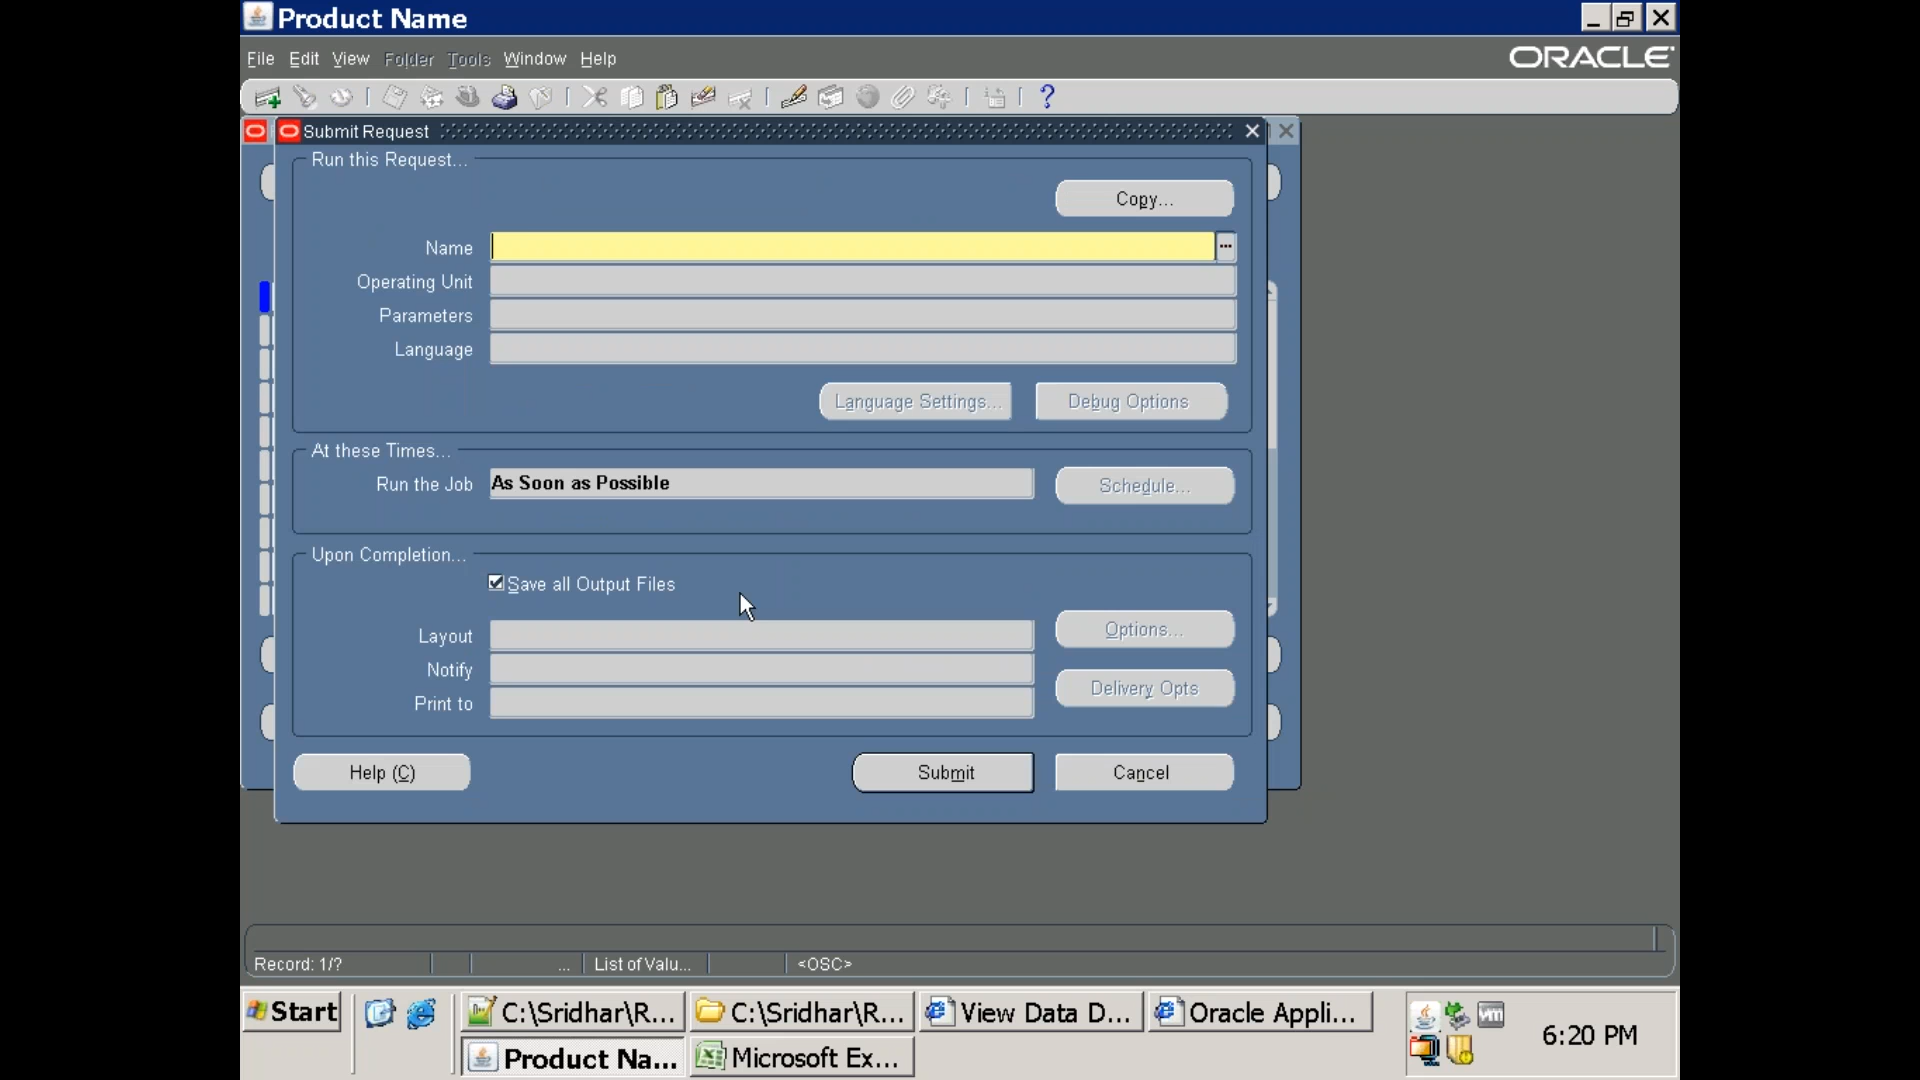 Product Name
File Edit View Folder Tools Window Help
ORACLE
Submit Request
Run this Request...
Copy...
Name
Operating Unit
Parameters
Language
Language Settings...
Debug Options
At these Times...
Run the Job
As Soon as Possible
Schedule...
Upon Completion...
Save all Output Files
Layout
Options...
Notify
Delivery Opts
Print to
Help (C)
Submit
Cancel
Record: 1/?
...
List of Valu...
<OSC>
Start
C:\Sridhar\R...
C:\Sridhar\R...
View Data D...
Oracle Appli...
6:20 PM
Product Na...
Microsoft Ex...